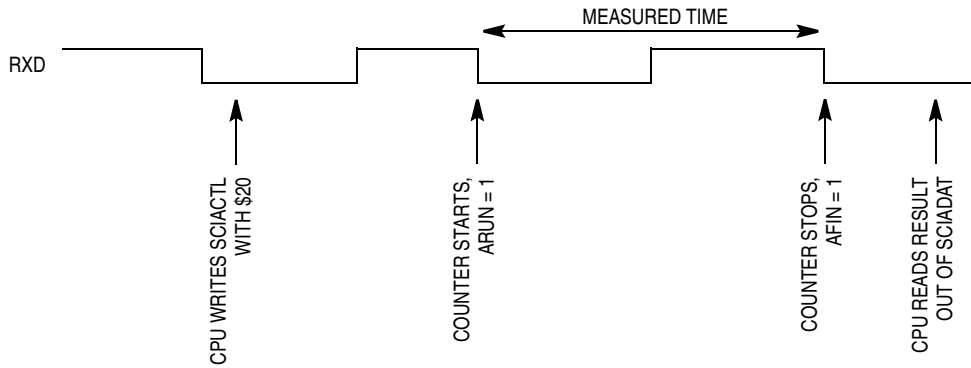 MEASURED TIME
RXD
CPU WRITES SCIACTL
WITH $20
COUNTER STARTS,
ARUN = 1
COUNTER STOPS,
AFIN = 1
CPU READS RESULT
OUT OF SCIADAT